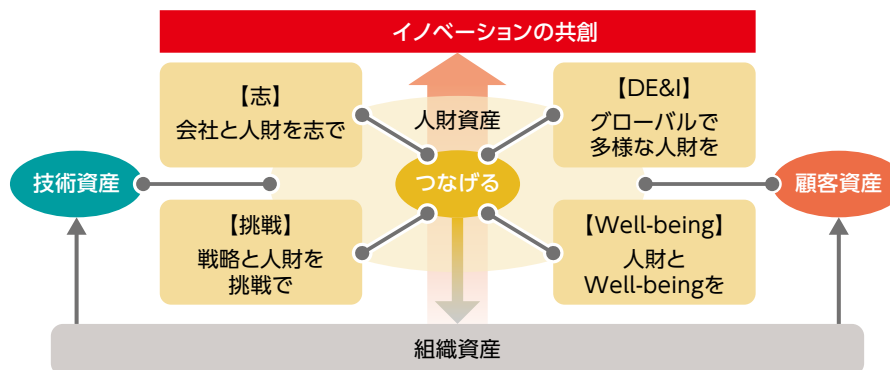 イノベーションの共創
【志】
会社と人財を志で
人財資産
【DE&I】
グローバルで
多様な人財を
技術資産
つなげる
顧客資産
【挑戦】
戦略と人財を
挑戦で
【Well-being】
人財と
Well-beingを
組織資産